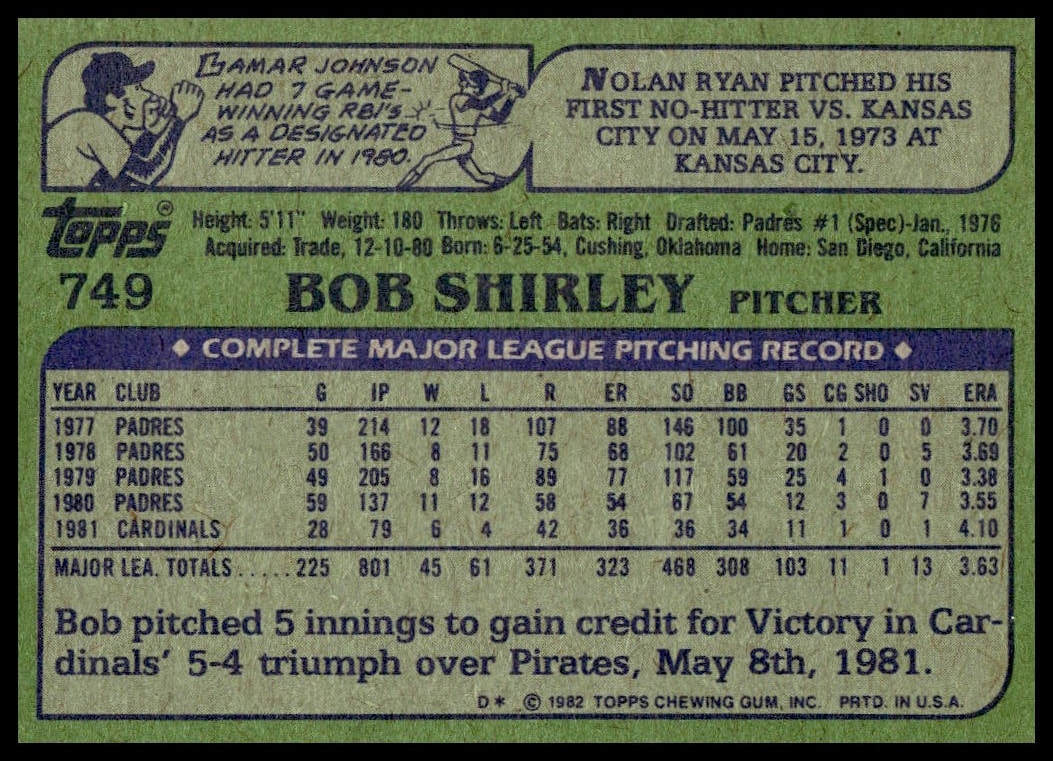 LAMAR JOHNSON
HAD 7 GAME-
WINNING RBI'S
AS A DESIGNATED
HITTER IN 1980.
NOLAN RYAN PITCHED HIS
FIRST NO-HITTER VS. KANSAS
CITY ON MAY 15, 1973 AT
KANSAS CITY.
Topps®
Height: 5'11" Weight: 180 Throws: Left Bats: Right Drafted: Padres #1 (Spec)-Jan., 1976
Acquired: Trade, 12-10-80 Born: 6-25-54, Cushing, Oklahoma Home: San Diego, California
749 BOB SHIRLEY PITCHER
◆ COMPLETE MAJOR LEAGUE PITCHING RECORD ◆
YEAR CLUB G IP W L R ER SO BB GS CG SHO SV ERA
1977 PADRES 39 214 12 18 107 88 146 100 35 1 0 0 3.70
1978 PADRES 50 166 8 11 75 68 102 61 20 2 0 5 3.69
1979 PADRES 49 205 8 16 89 77 117 59 25 4 1 0 3.38
1980 PADRES 59 137 11 12 58 54 67 54 12 3 0 7 3.55
1981 CARDINALS 28 79 6 4 42 36 36 34 11 1 0 1 4.10
MAJOR LEA. TOTALS.....225 801 45 61 371 323 468 308 103 11 1 13 3.63
Bob pitched 5 innings to gain credit for Victory in Car-
dinals' 5-4 triumph over Pirates, May 8th, 1981.
D* © 1982 TOPPS CHEWING GUM, INC. PRTD. IN U.S.A.